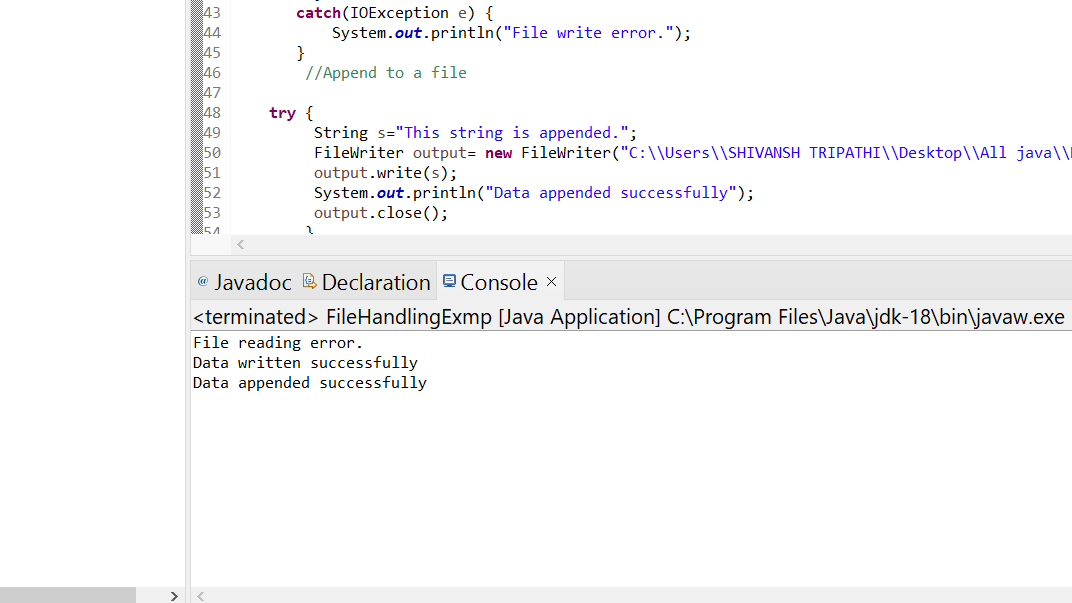 43 catch(IOException e) {
44 System.out.println("File write error.");
45 }
46 //Append to a file
47
48 try {
49 String s="This string is appended.";
50 FileWriter output= new FileWriter("C:\\Users\\SHIVANSH TRIPATHI\\Desktop\\All java\\
51 output.write(s);
52 System.out.println("Data appended successfully");
53 output.close();
54 }
@ Javadoc Declaration Console ×
<terminated> FileHandlingExmp [Java Application] C:\Program Files\Java\jdk-18\bin\javaw.exe
File reading error.
Data written successfully
Data appended successfully